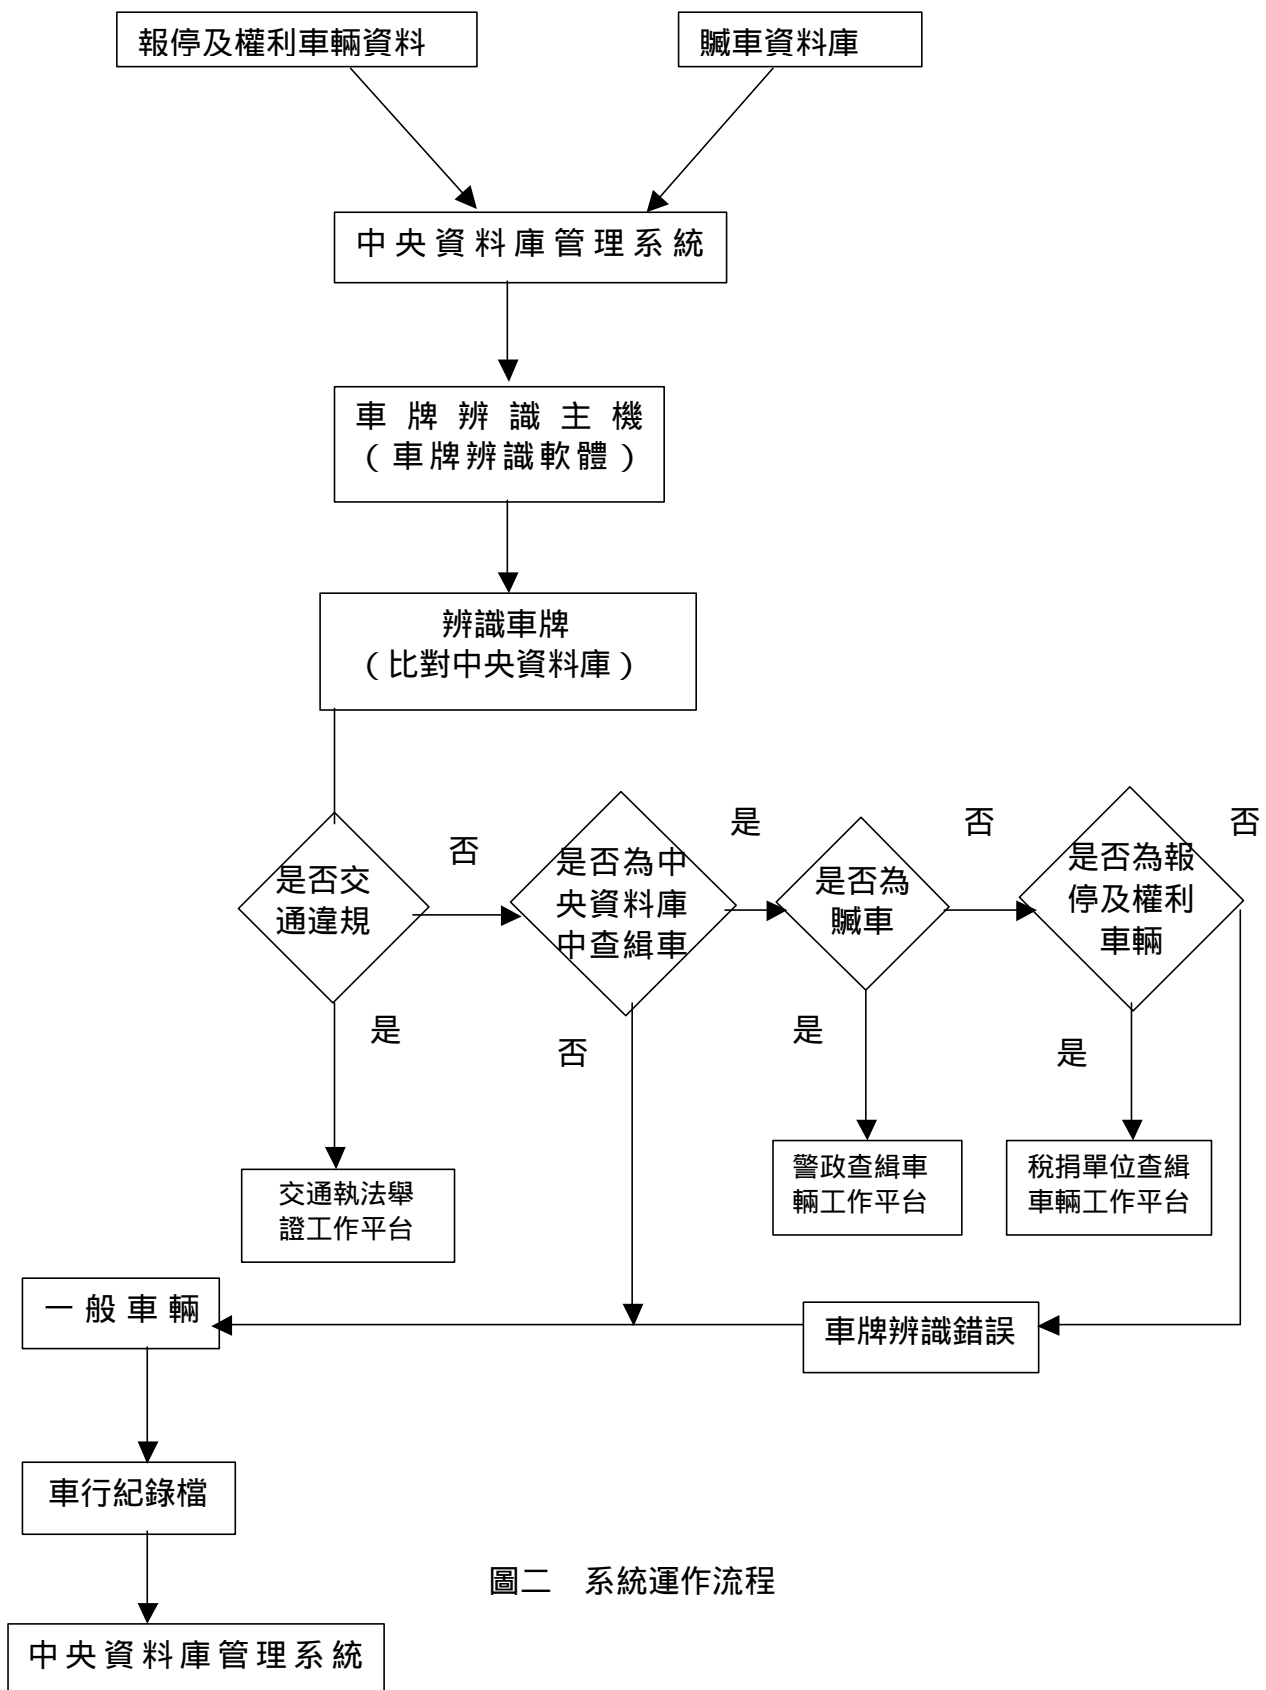 報停及權利車輛資料
贓車資料庫
中央資料庫管理系統
車牌辨識主機
（車牌辨識軟體）
辨識車牌
（比對中央資料庫）
是否交
通違規
否
是否為中
央資料庫
中查緝車
是
是否為
贓車
否
是否為報
停及權利
車輛
否
是
否
是
是
交通執法舉
證工作平台
警政查緝車
輛工作平台
稅捐單位查緝
車輛工作平台
一般車輛
車牌辨識錯誤
車行紀錄檔
圖二　系統運作流程
中央資料庫管理系統